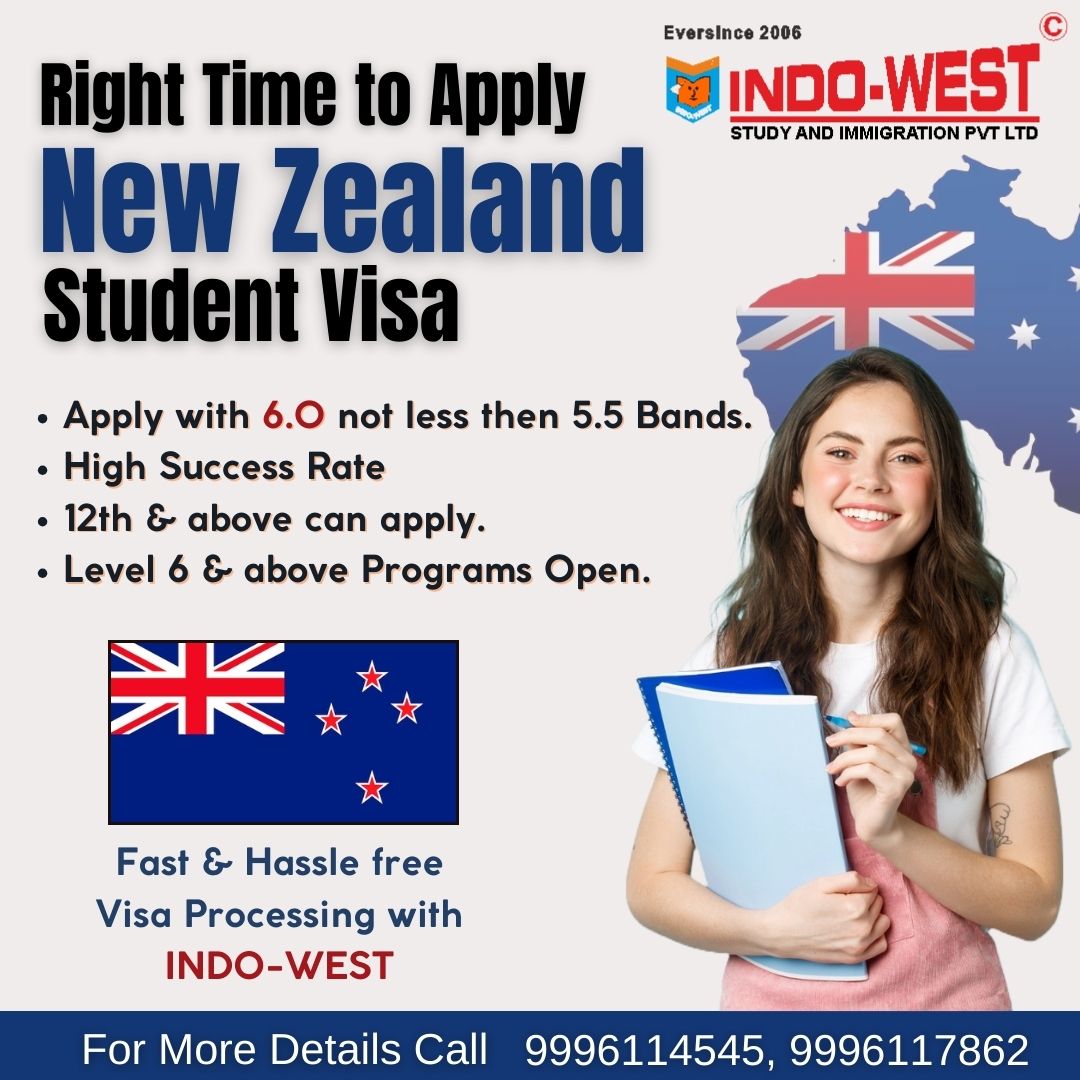 Eversince 2006
©
INDO-WEST
INDO-WEST
STUDY AND IMMIGRATION PVT LTD
Right Time to Apply
New Zealand
Student Visa
• Apply with 6.0 not less then 5.5 Bands.
• High Success Rate
• 12th & above can apply.
• Level 6 & above Programs Open.
Fast & Hassle free
Visa Processing with
INDO-WEST
For More Details Call 9996114545, 9996117862